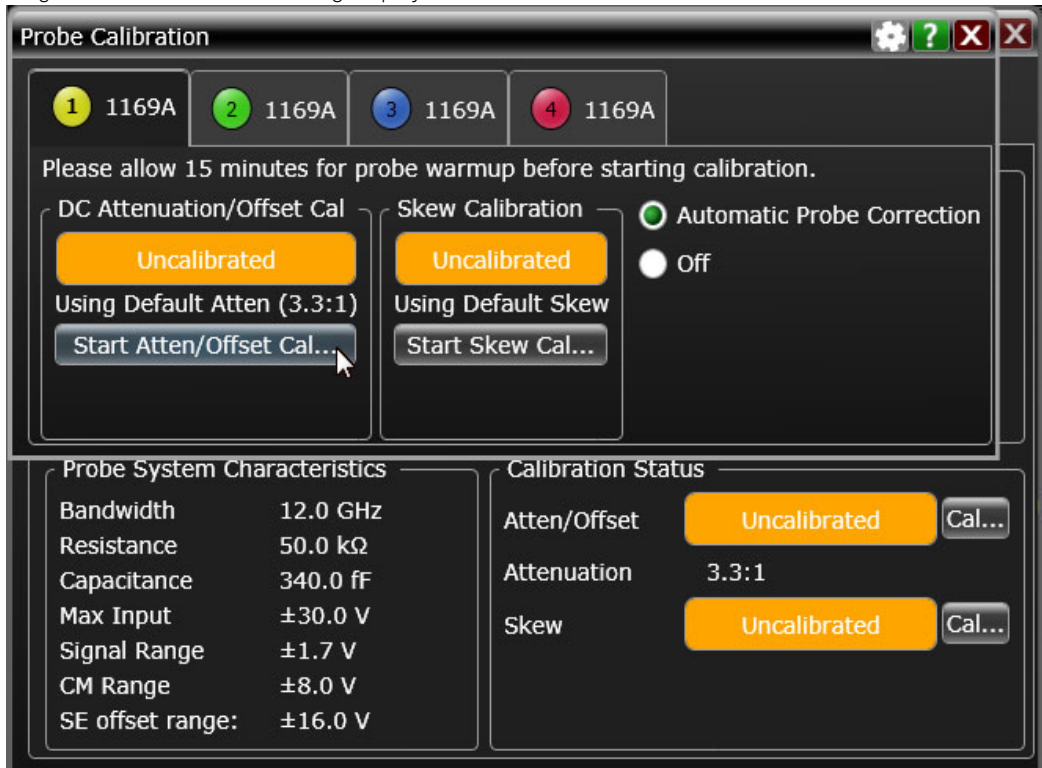 Probe Calibration
?
X
X
1 1169A
2 1169A
3 1169A
4 1169A
Please allow 15 minutes for probe warmup before starting calibration.
DC Attenuation/Offset Cal
Uncalibrated
Using Default Atten (3.3:1)
Start Atten/Offset Cal...
Skew Calibration
Uncalibrated
Using Default Skew
Start Skew Cal...
Automatic Probe Correction
Off
Probe System Characteristics
Bandwidth 12.0 GHz
Resistance 50.0 kΩ
Capacitance 340.0 fF
Max Input ±30.0 V
Signal Range ±1.7 V
CM Range ±8.0 V
SE offset range: ±16.0 V
Calibration Status
Atten/Offset Uncalibrated Cal...
Attenuation 3.3:1
Skew Uncalibrated Cal...